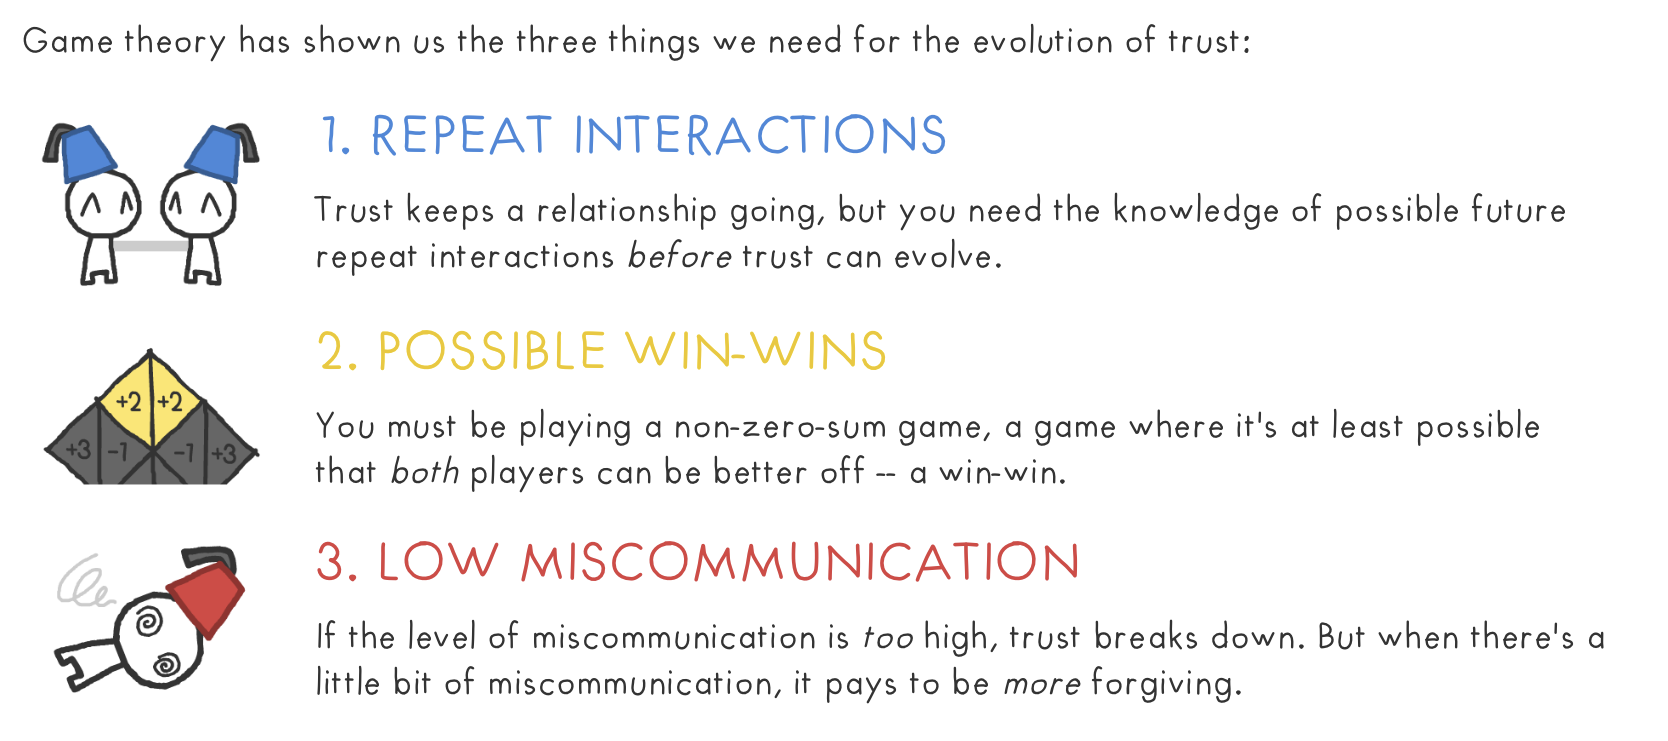 Game theory has shown us the three things we need for the evolution of trust:
1. REPEAT INTERACTIONS
Trust keeps a relationship going, but you need the knowledge of possible future
repeat interactions before trust can evolve.
2. POSSIBLE WIN-WINS
+2 +2
+3 -1 -1 +3
You must be playing a non-zero-sum game, a game where it's at least possible
that both players can be better off -- a win-win.
3. LOW MISCOMMUNICATION
If the level of miscommunication is too high, trust breaks down. But when there's a
little bit of miscommunication, it pays to be more forgiving.